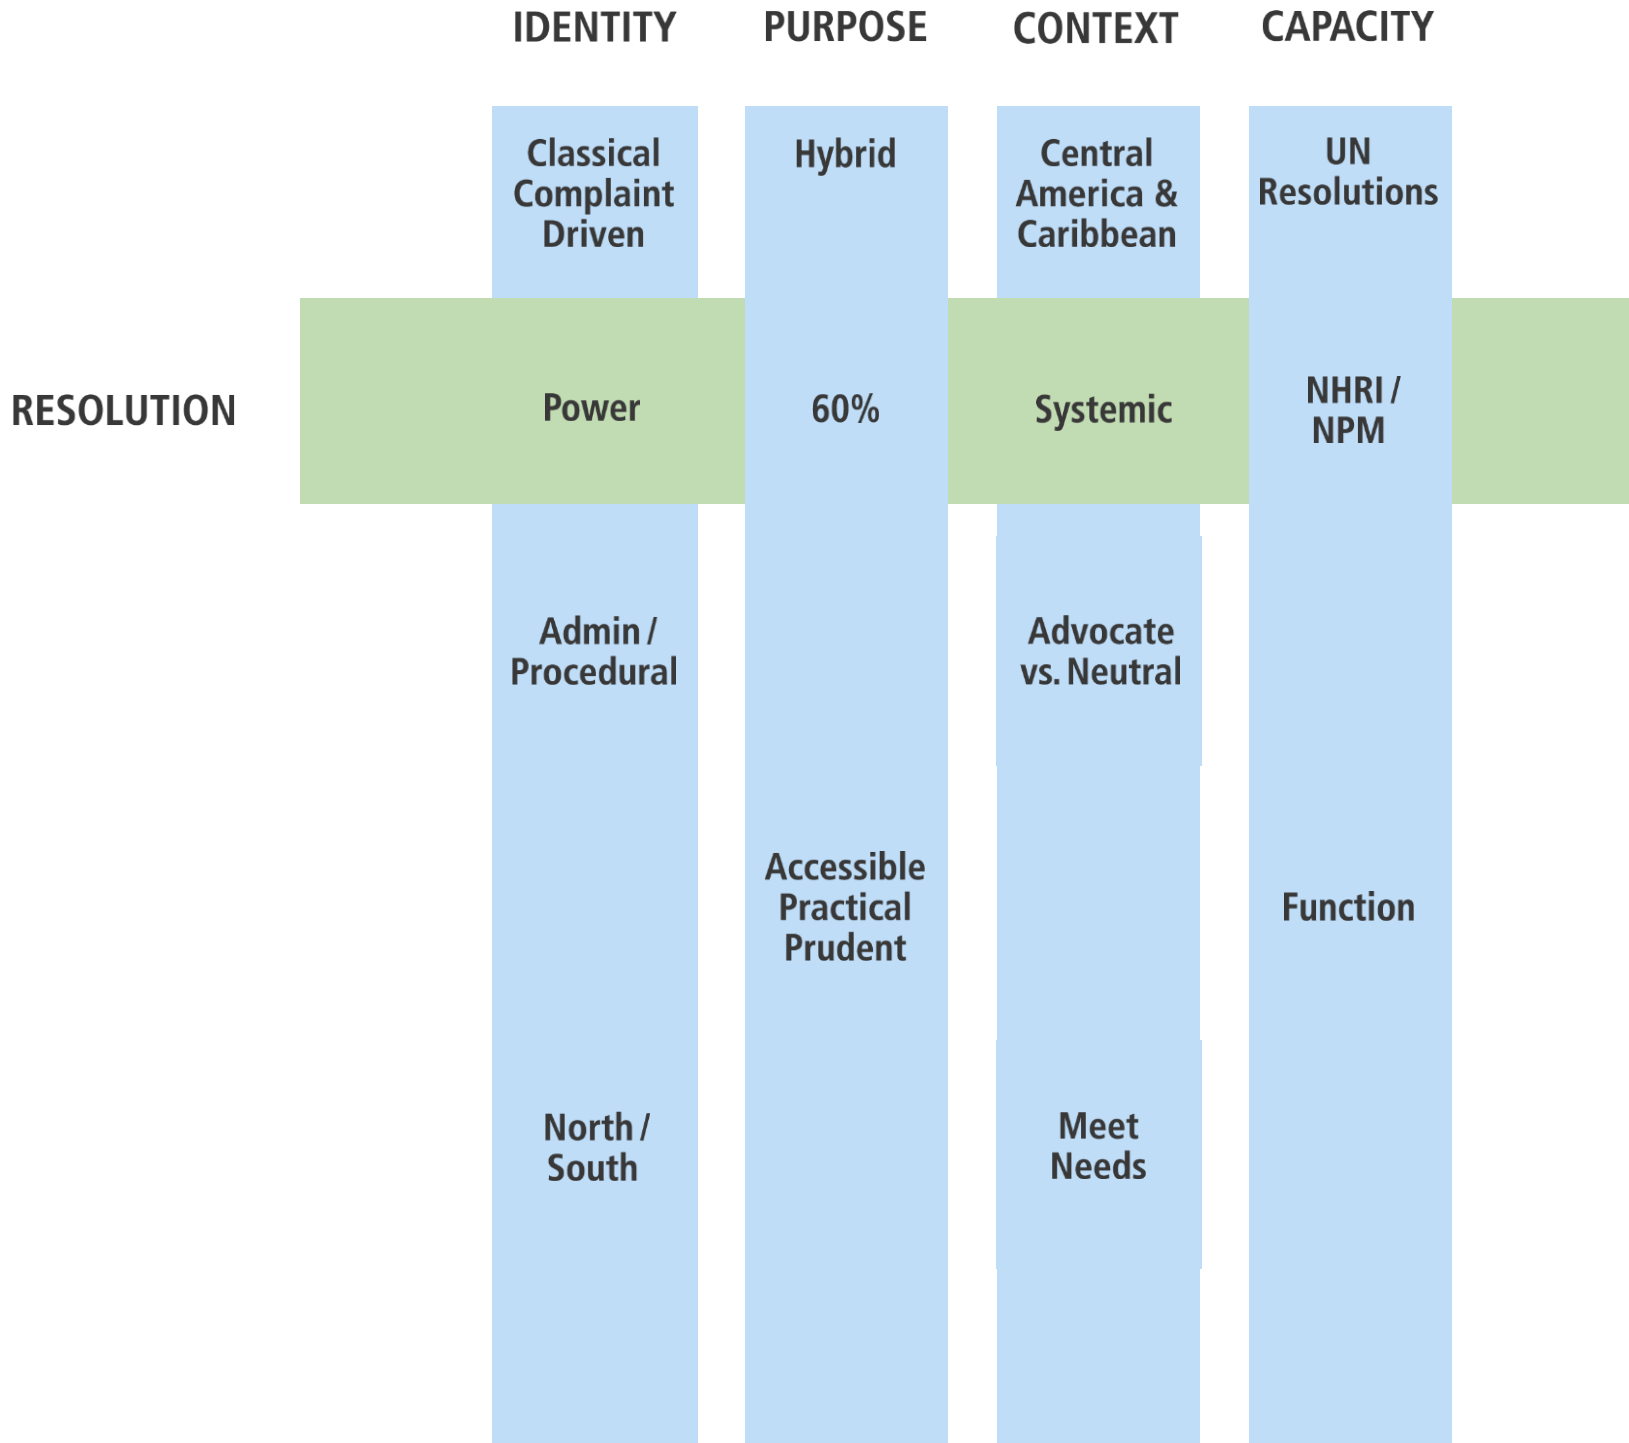 IDENTITY PURPOSE CONTEXT CAPACITY
Classical
Complaint
Driven
Hybrid
Central
America &
Caribbean
UN
Resolutions
RESOLUTION
Power
60%
Systemic
NHRI /
NPM
Admin /
Procedural
Advocate
vs. Neutral
Accessible
Practical
Prudent
Function
North /
South
Meet
Needs